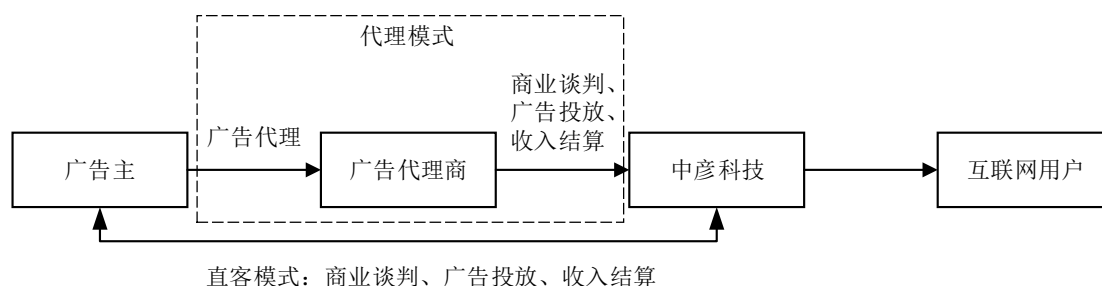 代理模式
商业谈判、
广告投放、
收入结算
广告代理
广告主
广告代理商
中彦科技
互联网用户
直客模式：商业谈判、广告投放、收入结算